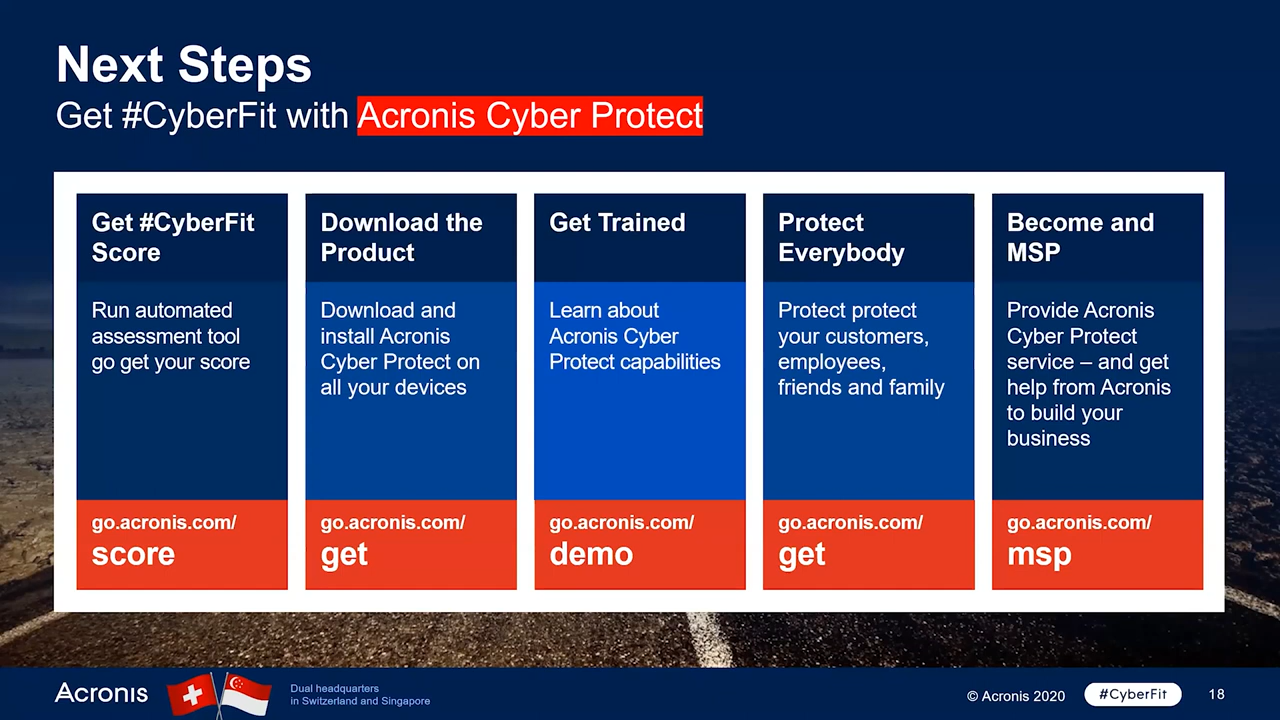 Next Steps
Get #CyberFit with Acronis Cyber Protect
Get #CyberFit
Score
Run automated
assessment tool
go get your score
go.acronis.com/
score
Download the
Product
Download and
install Acronis
Cyber Protect on
all your devices
go.acronis.com/
get
Get Trained
Learn about
Acronis Cyber
Protect capabilities
go.acronis.com/
demo
Protect
Everybody
Protect protect
your customers,
employees,
friends and family
go.acronis.com/
get
Become and
MSP
Provide Acronis
Cyber Protect
service – and get
help from Acronis
to build your
business
go.acronis.com/
msp
Acronis
Dual headquarters
in Switzerland and Singapore
© Acronis 2020
#CyberFit
18